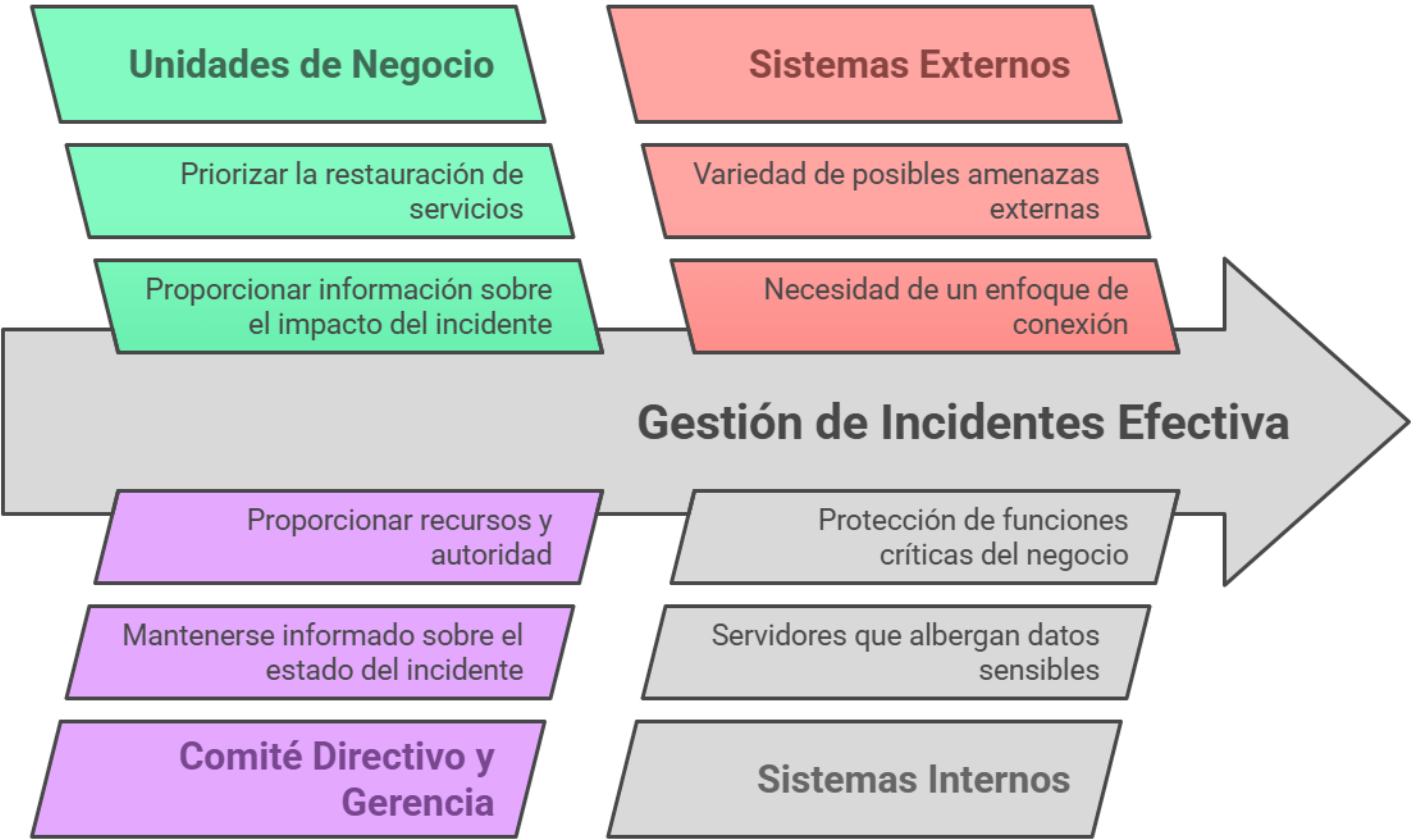 Unidades de Negocio
Priorizar la restauración de
servicios
Proporcionar información sobre
el impacto del incidente
Sistemas Externos
Variedad de posibles amenazas
externas
Necesidad de un enfoque de
conexión
Gestión de Incidentes Efectiva
Proporcionar recursos y
autoridad
Mantenerse informado sobre el
estado del incidente
Comité Directivo y
Gerencia
Protección de funciones
críticas del negocio
Servidores que albergan datos
sensibles
Sistemas Internos